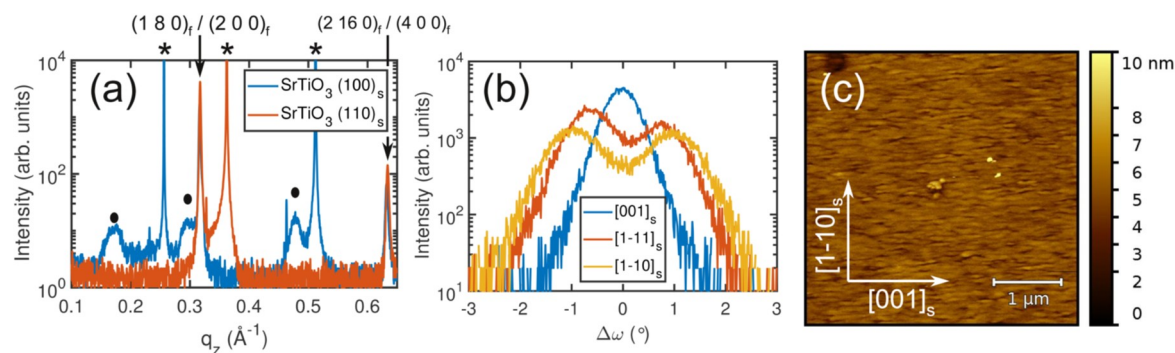 (1 8 0)f / (2 0 0)f
(2 16 0)f / (4 0 0)f
* * *
(a)
SrTiO3 (100)s
SrTiO3 (110)s
Intensity (arb. units)
10^4
10^2
10^0
0.1 0.2 0.3 0.4 0.5 0.6
qz (Å-1)
(b)
[001]s
[1-11]s
[1-10]s
Intensity (arb. units)
10^4
10^3
10^2
10^1
-3 -2 -1 0 1 2 3
Δω (°)
(c)
[1-10]s
[001]s
1 µm
10 nm
8
7
6
5
4
3
2
0